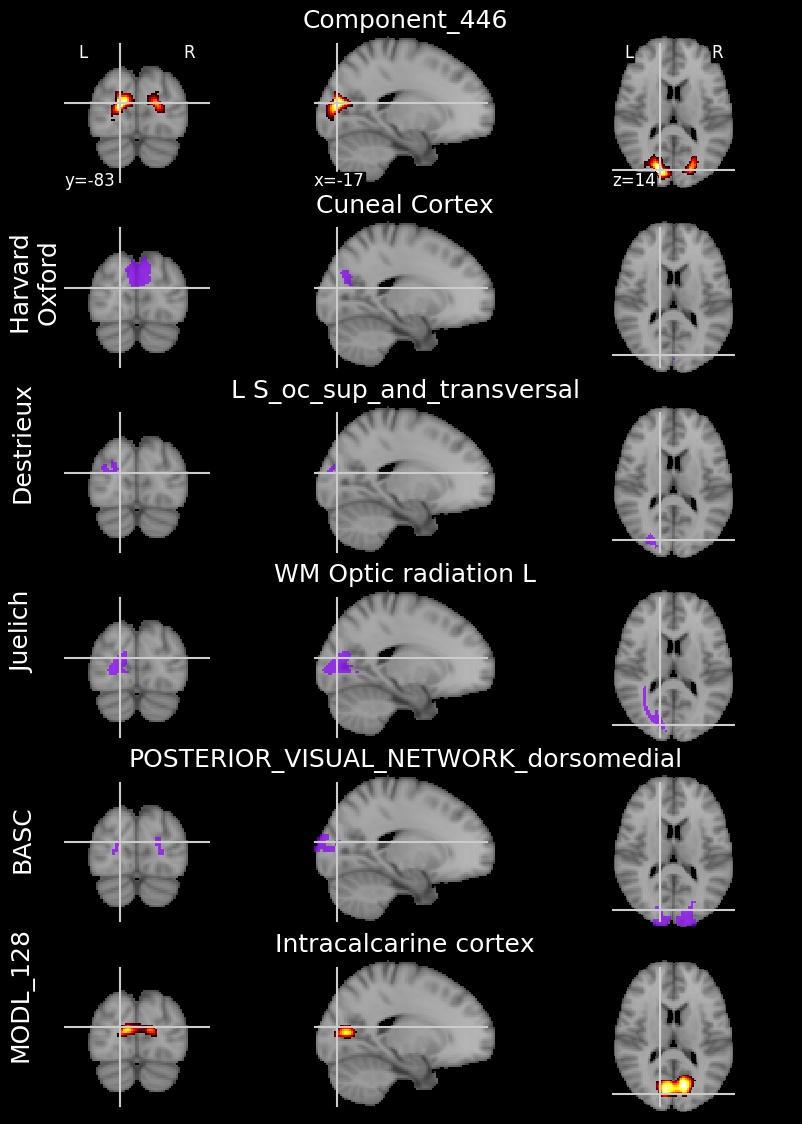 Component_446
L R
L R
y=-83
x=-17
z=14
Cuneal Cortex
Harvard
Oxford
L S_oc_sup_and_transversal
Destrieux
WM Optic radiation L
Juelich
POSTERIOR_VISUAL_NETWORK_dorsomedial
BASC
Intracalcarine cortex
MODL_128